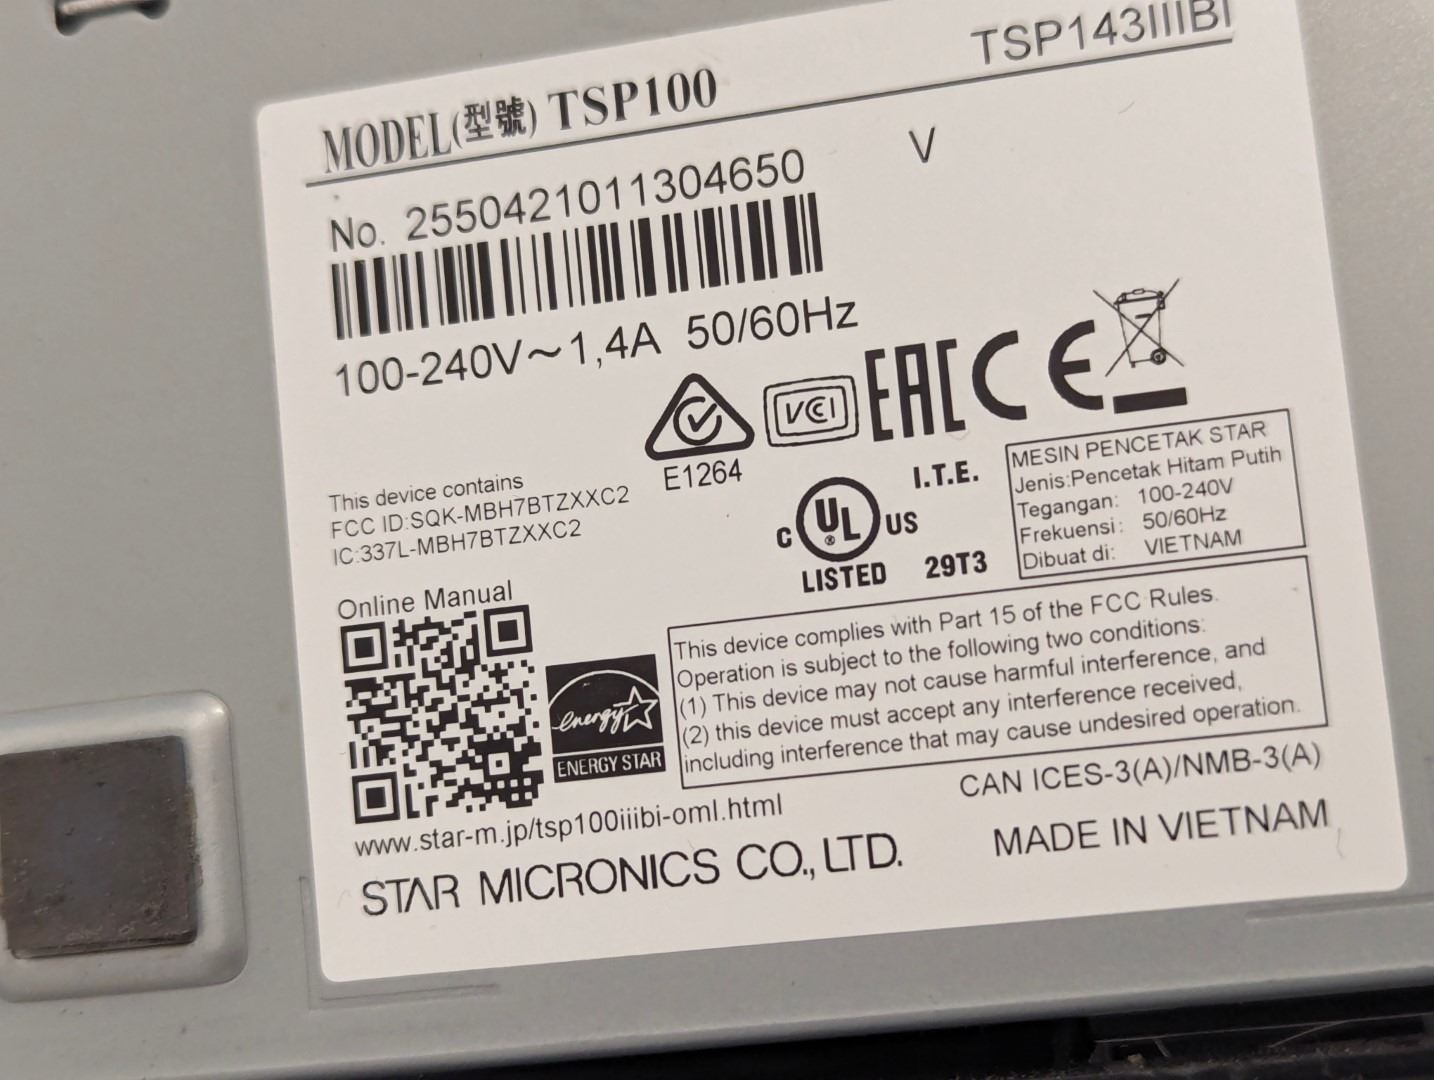 MODEL(型號) TSP100 TSP143IIIBI
No. 2550421011304650 V
100-240V~1,4A 50/60Hz
E1264
VCI
EAC CE
This device contains
FCC ID:SQK-MBH7BTZXXC2
IC:337L-MBH7BTZXXC2
I.T.E.
C UL® US
LISTED 29T3
MESIN PENCETAK STAR
Jenis:Pencetak Hitam Putih
Tegangan: 100-240V
Frekuensi: 50/60Hz
Dibuat di: VIETNAM
Online Manual
energy
ENERGY STAR
This device complies with Part 15 of the FCC Rules.
Operation is subject to the following two conditions:
(1) This device may not cause harmful interference, and
(2) this device must accept any interference received,
including interference that may cause undesired operation.
www.star-m.jp/tsp100iiibi-oml.html
CAN ICES-3(A)/NMB-3(A)
STAR MICRONICS CO., LTD.
MADE IN VIETNAM